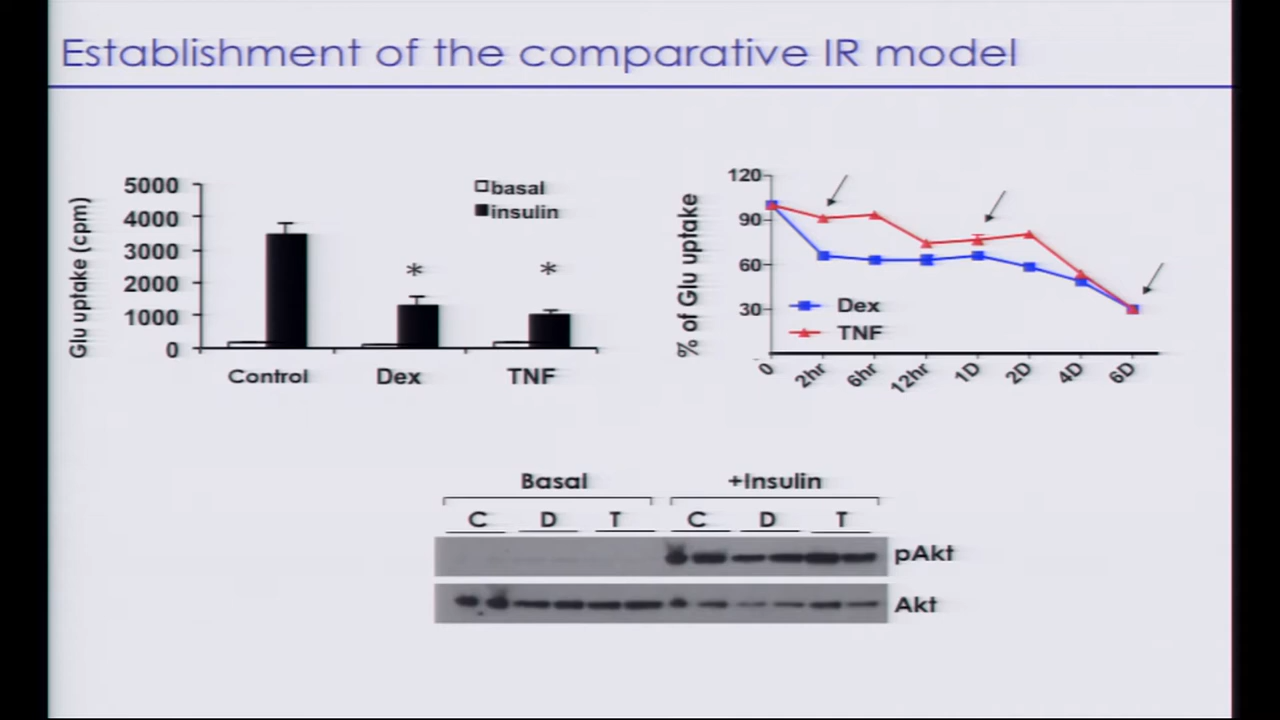 Establishment of the comparative IR model
Glu uptake (cpm)
5000
4000
3000
2000
1000
0
basal
insulin
*
*
Control Dex TNF
% of Glu uptake
120
90
60
30
-
Dex
TNF
0 2hr 6hr 12hr 1D 2D 4D 6D
Basal +Insulin
C D T C D T
pAkt
Akt